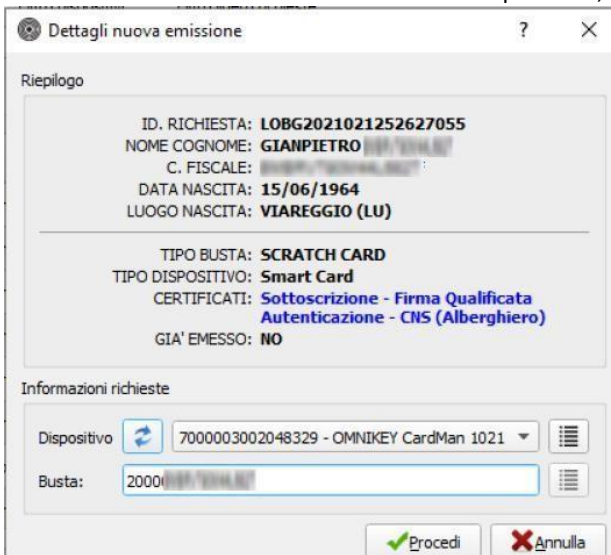 Dettagli nuova emissione ? ×
Riepilogo
ID. RICHIESTA: LOBG2021021252627055
NOME COGNOME: GIANPIETRO
C. FISCALE:
DATA NASCITA: 15/06/1964
LUOGO NASCITA: VIAREGGIO (LU)
TIPO BUSTA: SCRATCH CARD
TIPO DISPOSITIVO: Smart Card
CERTIFICATI: Sottoscrizione - Firma Qualificata
Autenticazione - CNS (Alberghiero)
GIA' EMESSO: NO
Informazioni richieste
Dispositivo 7000003002048329 - OMNIKEY CardMan 1021
Busta: 2000
Procedi Annulla